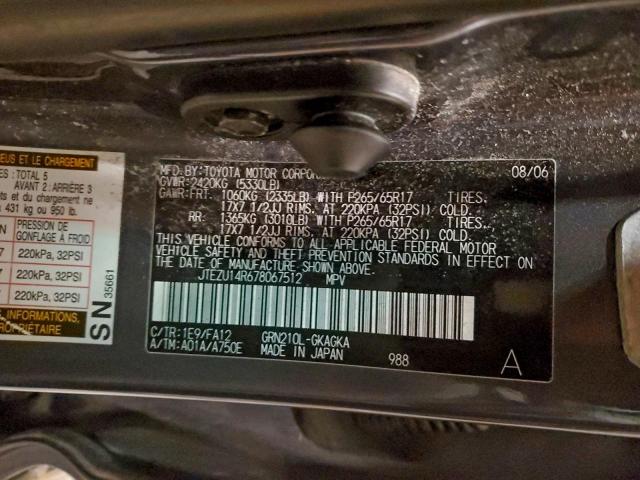 EUS ET LE CHARGEMENT
: TOTAL 5
AVANT 2: ARRIÈRE 3
431 kg ou 950 lb.
PRESSION DE GONFLAGE À FROID
220kPa, 32PSI
220kPa, 32PSI
220kPa, 32PSI
INFORMATIONS,
PROPRIÉTAIRE
SN 35661
MFD.BY:TOYOTA MOTOR CORPOR 08/06
GVWR:2420KG (5330LB)
GAWR:FRT: 1060KG (2335LB)-WITH P265/65R17 TIRES.
17X7 1/2JJ RIMS, AT 220KPA (32PSI) COLD.
RR: 1365KG (3010LB)-WITH P265/65R17 TIRES.
17X7 1/2JJ RIMS, AT 220KPA (32PSI) COLD.
THIS VEHICLE CONFORMS TO ALL APPLICABLE FEDERAL MOTOR
VEHICLE SAFETY AND THEFT PREVENTION STANDARDS IN EFFECT ON
THE DATE OF MANUFACTURE SHOWN ABOVE.
JTEZU14R678067512 MPV
C/TR:1E9/FA12 GRN210L-GKAGKA
A/TM:A01A/A750E MADE IN JAPAN 988 A